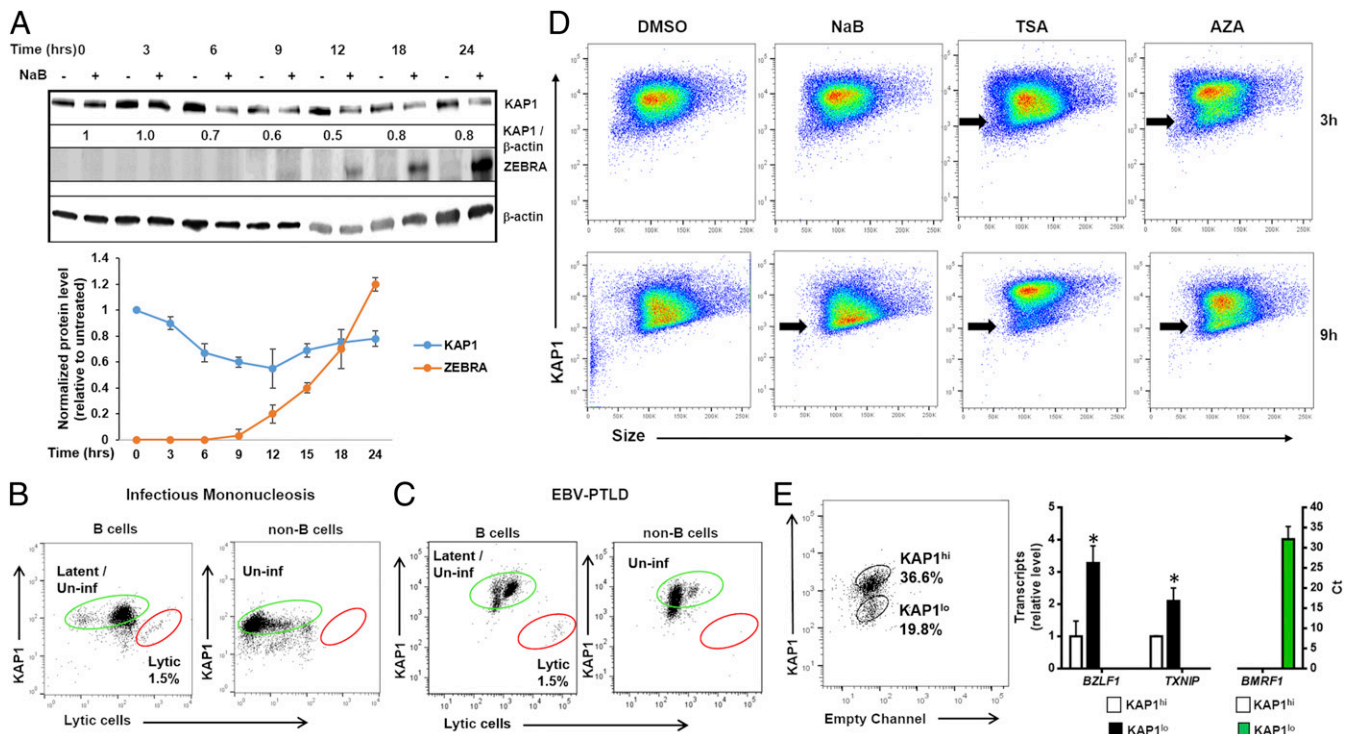 A
Time (hrs) 0 3 6 9 12 18 24
NaB - + - + - + - + - + - + - +
KAP1
1 1.0 0.7 0.6 0.5 0.8 0.8 KAP1 / β-actin
ZEBRA
β-actin
Normalized protein level (relative to untreated)
1.4
1.2
1
0.8
0.6
0.4
0.2
0
KAP1
ZEBRA
Time (hrs) 0 3 6 9 12 15 18 24
B
Infectious Mononucleosis
B cells
non-B cells
Latent / Un-inf
Un-inf
Lytic 1.5%
KAP1
KAP1
Lytic cells
C
EBV-PTLD
B cells
non-B cells
Latent / Un-inf
Un-inf
Lytic 1.5%
KAP1
KAP1
Lytic cells
D
DMSO NaB TSA AZA
KAP1
3h
KAP1
9h
Size
E
KAP1
KAP1hi
36.6%
KAP1lo
19.8%
Empty Channel
Transcripts (relative level)
5
4
3
2
1
0
* *
40
35
30
25
20
15
10
5
0
Ct
BZLF1 TXNIP BMRF1
KAP1hi KAP1hi
KAP1lo KAP1lo